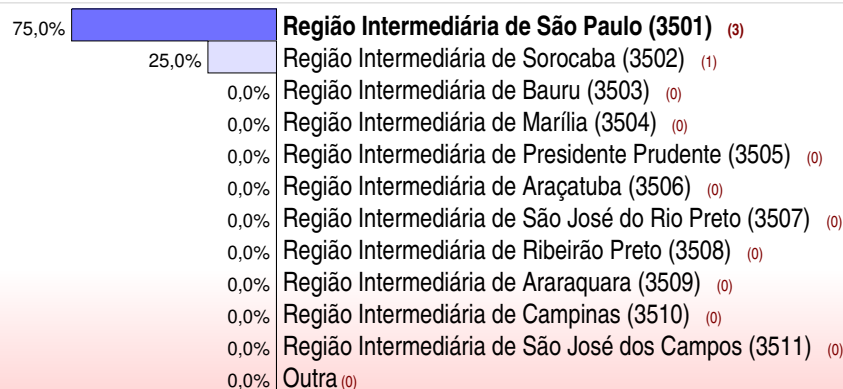 75,0% Região Intermediária de São Paulo (3501) (3)
25,0% Região Intermediária de Sorocaba (3502) (1)
0,0% Região Intermediária de Bauru (3503) (0)
0,0% Região Intermediária de Marília (3504) (0)
0,0% Região Intermediária de Presidente Prudente (3505) (0)
0,0% Região Intermediária de Araçatuba (3506) (0)
0,0% Região Intermediária de São José do Rio Preto (3507) (0)
0,0% Região Intermediária de Ribeirão Preto (3508) (0)
0,0% Região Intermediária de Araraquara (3509) (0)
0,0% Região Intermediária de Campinas (3510) (0)
0,0% Região Intermediária de São José dos Campos (3511) (0)
0,0% Outra (0)